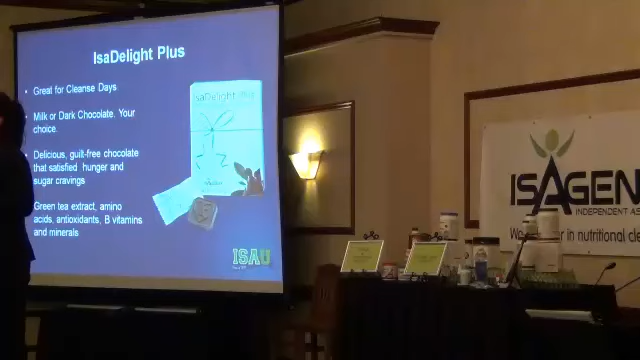 IsaDelight Plus
• Great for Cleanse Days
• Milk or Dark Chocolate. Your
choice.
Delicious, guilt-free chocolate
that satisfied hunger and
sugar cravings
Green tea extract, amino
acids, antioxidants, B vitamins
and minerals
IsaDelight Plus
ISAU
ISAGEN
INDEPENDENT AS
in nutritional cle